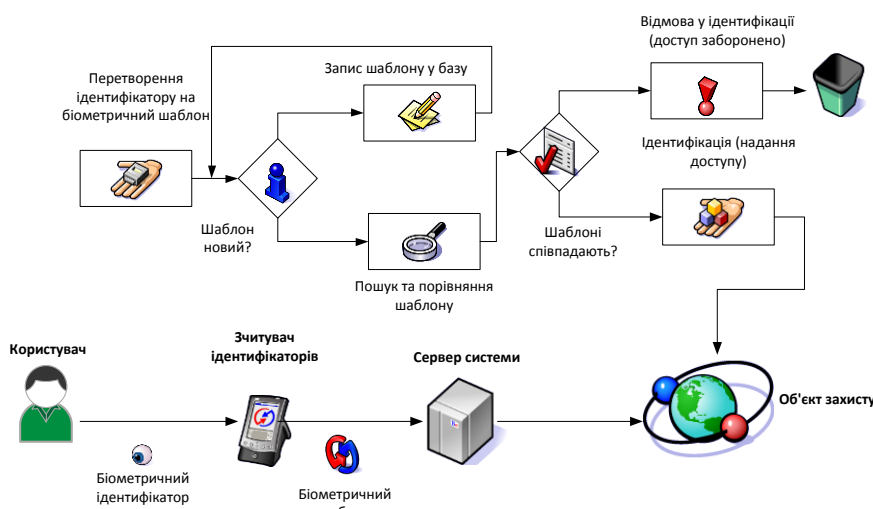 Відмова у ідентифікації
(доступ заборонено)
Перетворення
ідентифікатору на
біометричний шаблон
Запис шаблону у базу
Ідентифікація (надання
доступу)
Шаблон
новий?
Шаблоні
співпадають?
Пошук та порівняння
шаблону
Користувач
Зчитувач
ідентифікаторів
Сервер системи
Об'єкт захисту
Біометричний
ідентифікатор
Біометричний